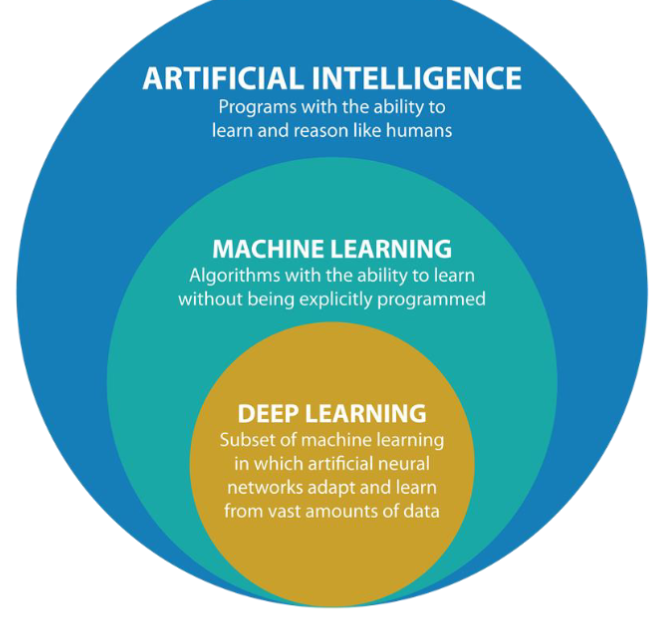 ARTIFICIAL INTELLIGENCE
Programs with the ability to
learn and reason like humans
MACHINE LEARNING
Algorithms with the ability to learn
without being explicitly programmed
DEEP LEARNING
Subset of machine learning
in which artificial neural
networks adapt and learn
from vast amounts of data